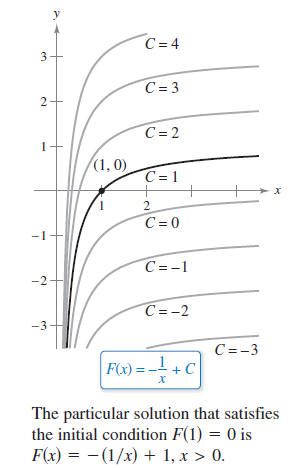 y
C = 4
3
C = 3
2
C = 2
1
(1, 0)
C = 1
x
1
2
C = 0
−1
C = −1
−2
C = −2
−3
C = −3
F(x) = −1/x + C
The particular solution that satisfies
the initial condition F(1) = 0 is
F(x) = −(1/x) + 1, x > 0.